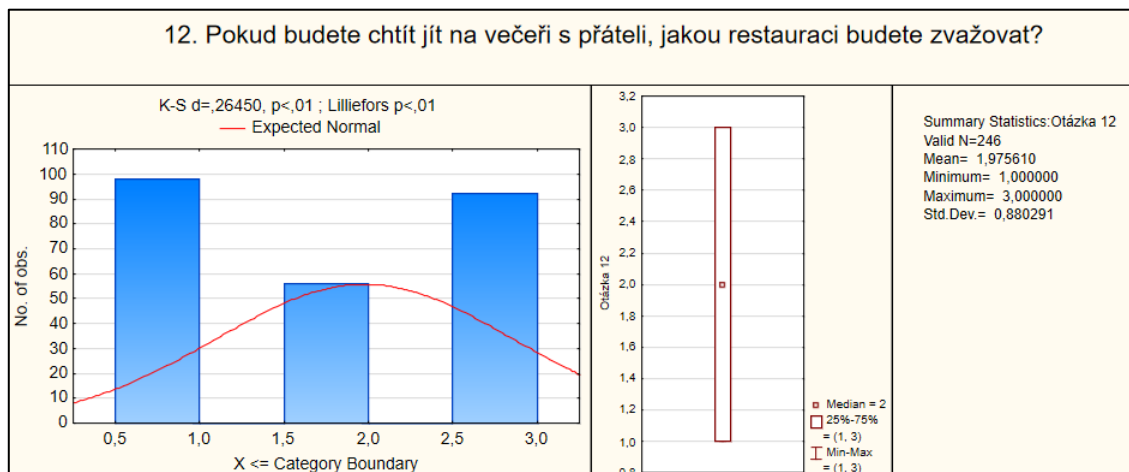 12. Pokud budete chtít jít na večeři s přáteli, jakou restauraci budete zvažovat?
K-S d=,26450, p<,01 ; Lilliefors p<,01
Expected Normal
No. of obs.
110
100
90
80
70
60
50
40
30
20
10
0
0,5 1,0 1,5 2,0 2,5 3,0
X <= Category Boundary
Otázka 12
3,2
3,0
2,8
2,6
2,4
2,2
2,0
1,8
1,6
1,4
1,2
1,0
0,8
Median = 2
25%-75%
= (1, 3)
Min-Max
= (1, 3)
Summary Statistics:Otázka 12
Valid N=246
Mean= 1,975610
Minimum= 1,000000
Maximum= 3,000000
Std.Dev.= 0,880291